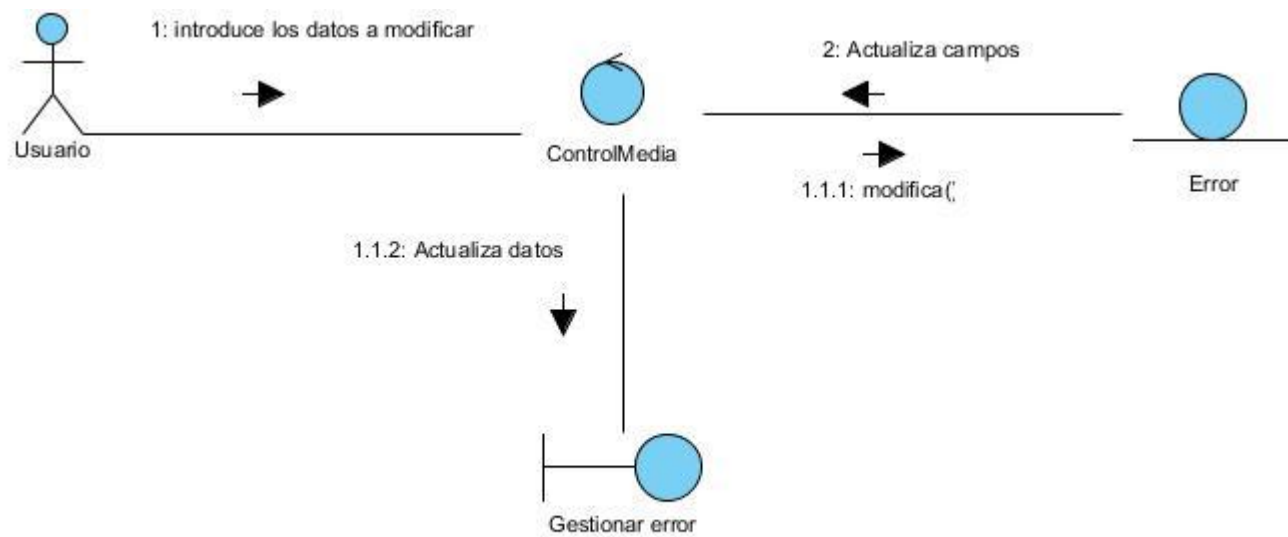 1: introduce los datos a modificar
2: Actualiza campos
Usuario
ControlMedia
1.1.1: modifica(
Error
1.1.2: Actualiza datos
Gestionar error